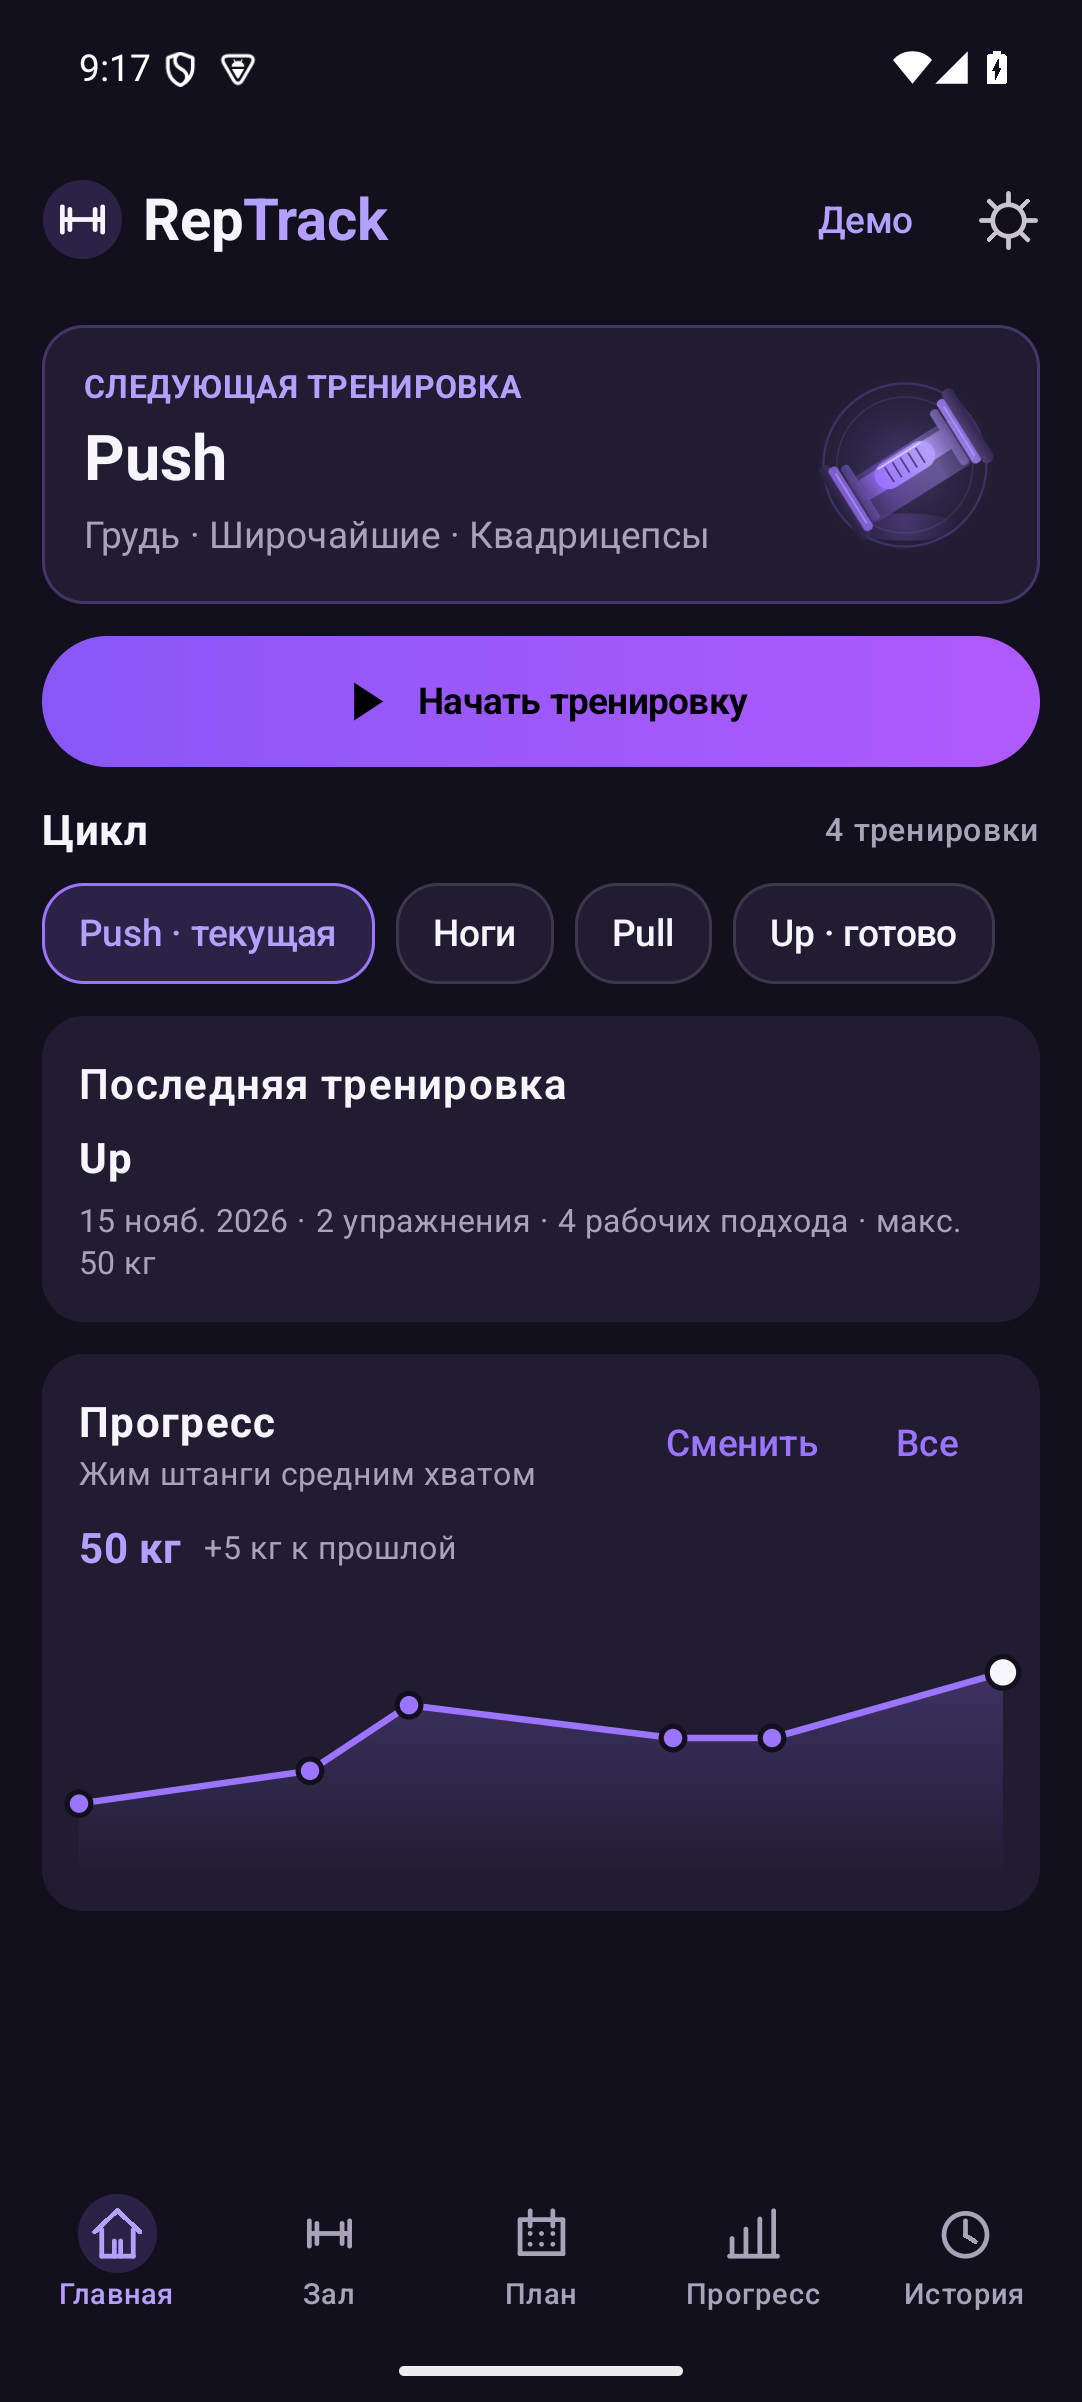 9:17
RepTrack
Демо
СЛЕДУЮЩАЯ ТРЕНИРОВКА
Push
Грудь · Широчайшие · Квадрицепсы
Начать тренировку
Цикл
4 тренировки
Push · текущая
Ноги
Pull
Up · готово
Последняя тренировка
Up
15 нояб. 2026 · 2 упражнения · 4 рабочих подхода · макс.
50 кг
Прогресс
Жим штанги средним хватом
Сменить
Все
50 кг +5 кг к прошлой
Главная
Зал
План
Прогресс
История